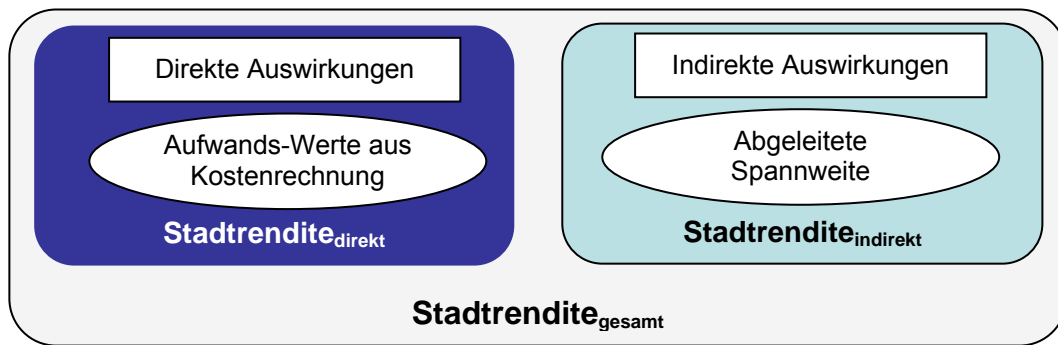 Direkte Auswirkungen
Aufwands-Werte aus
Kostenrechnung
Stadtrendite direkt
Indirekte Auswirkungen
Abgeleitete
Spannweite
Stadtrendite indirekt
Stadtrendite gesamt